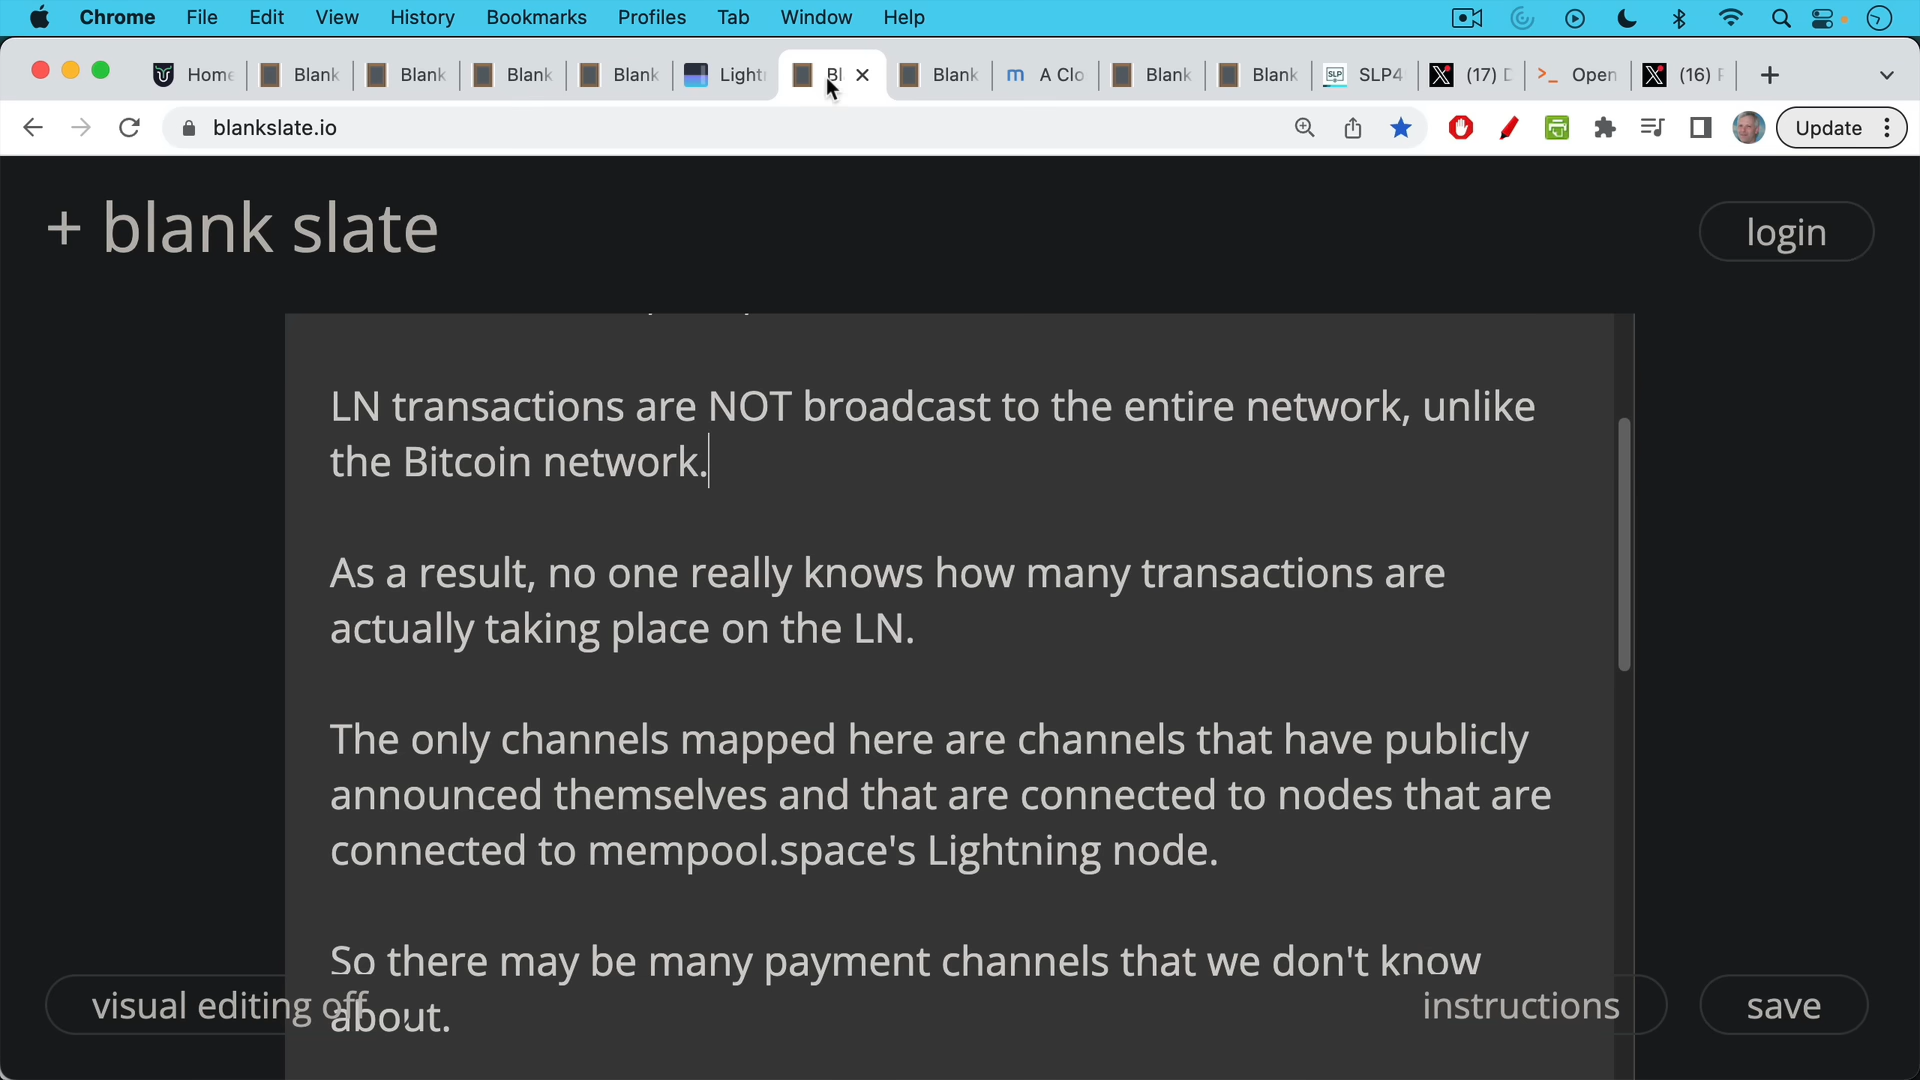 Chrome File Edit View History Bookmarks Profiles Tab Window Help
Home Blank Blank Blank Blank Light Bl Blank m A Clo Blank Blank SLP SLP4 (17) >_ Open (16)
blankslate.io Update
+ blank slate login
LN transactions are NOT broadcast to the entire network, unlike
the Bitcoin network.
As a result, no one really knows how many transactions are
actually taking place on the LN.
The only channels mapped here are channels that have publicly
announced themselves and that are connected to nodes that are
connected to mempool.space's Lightning node.
So there may be many payment channels that we don't know
about.
visual editing off instructions save